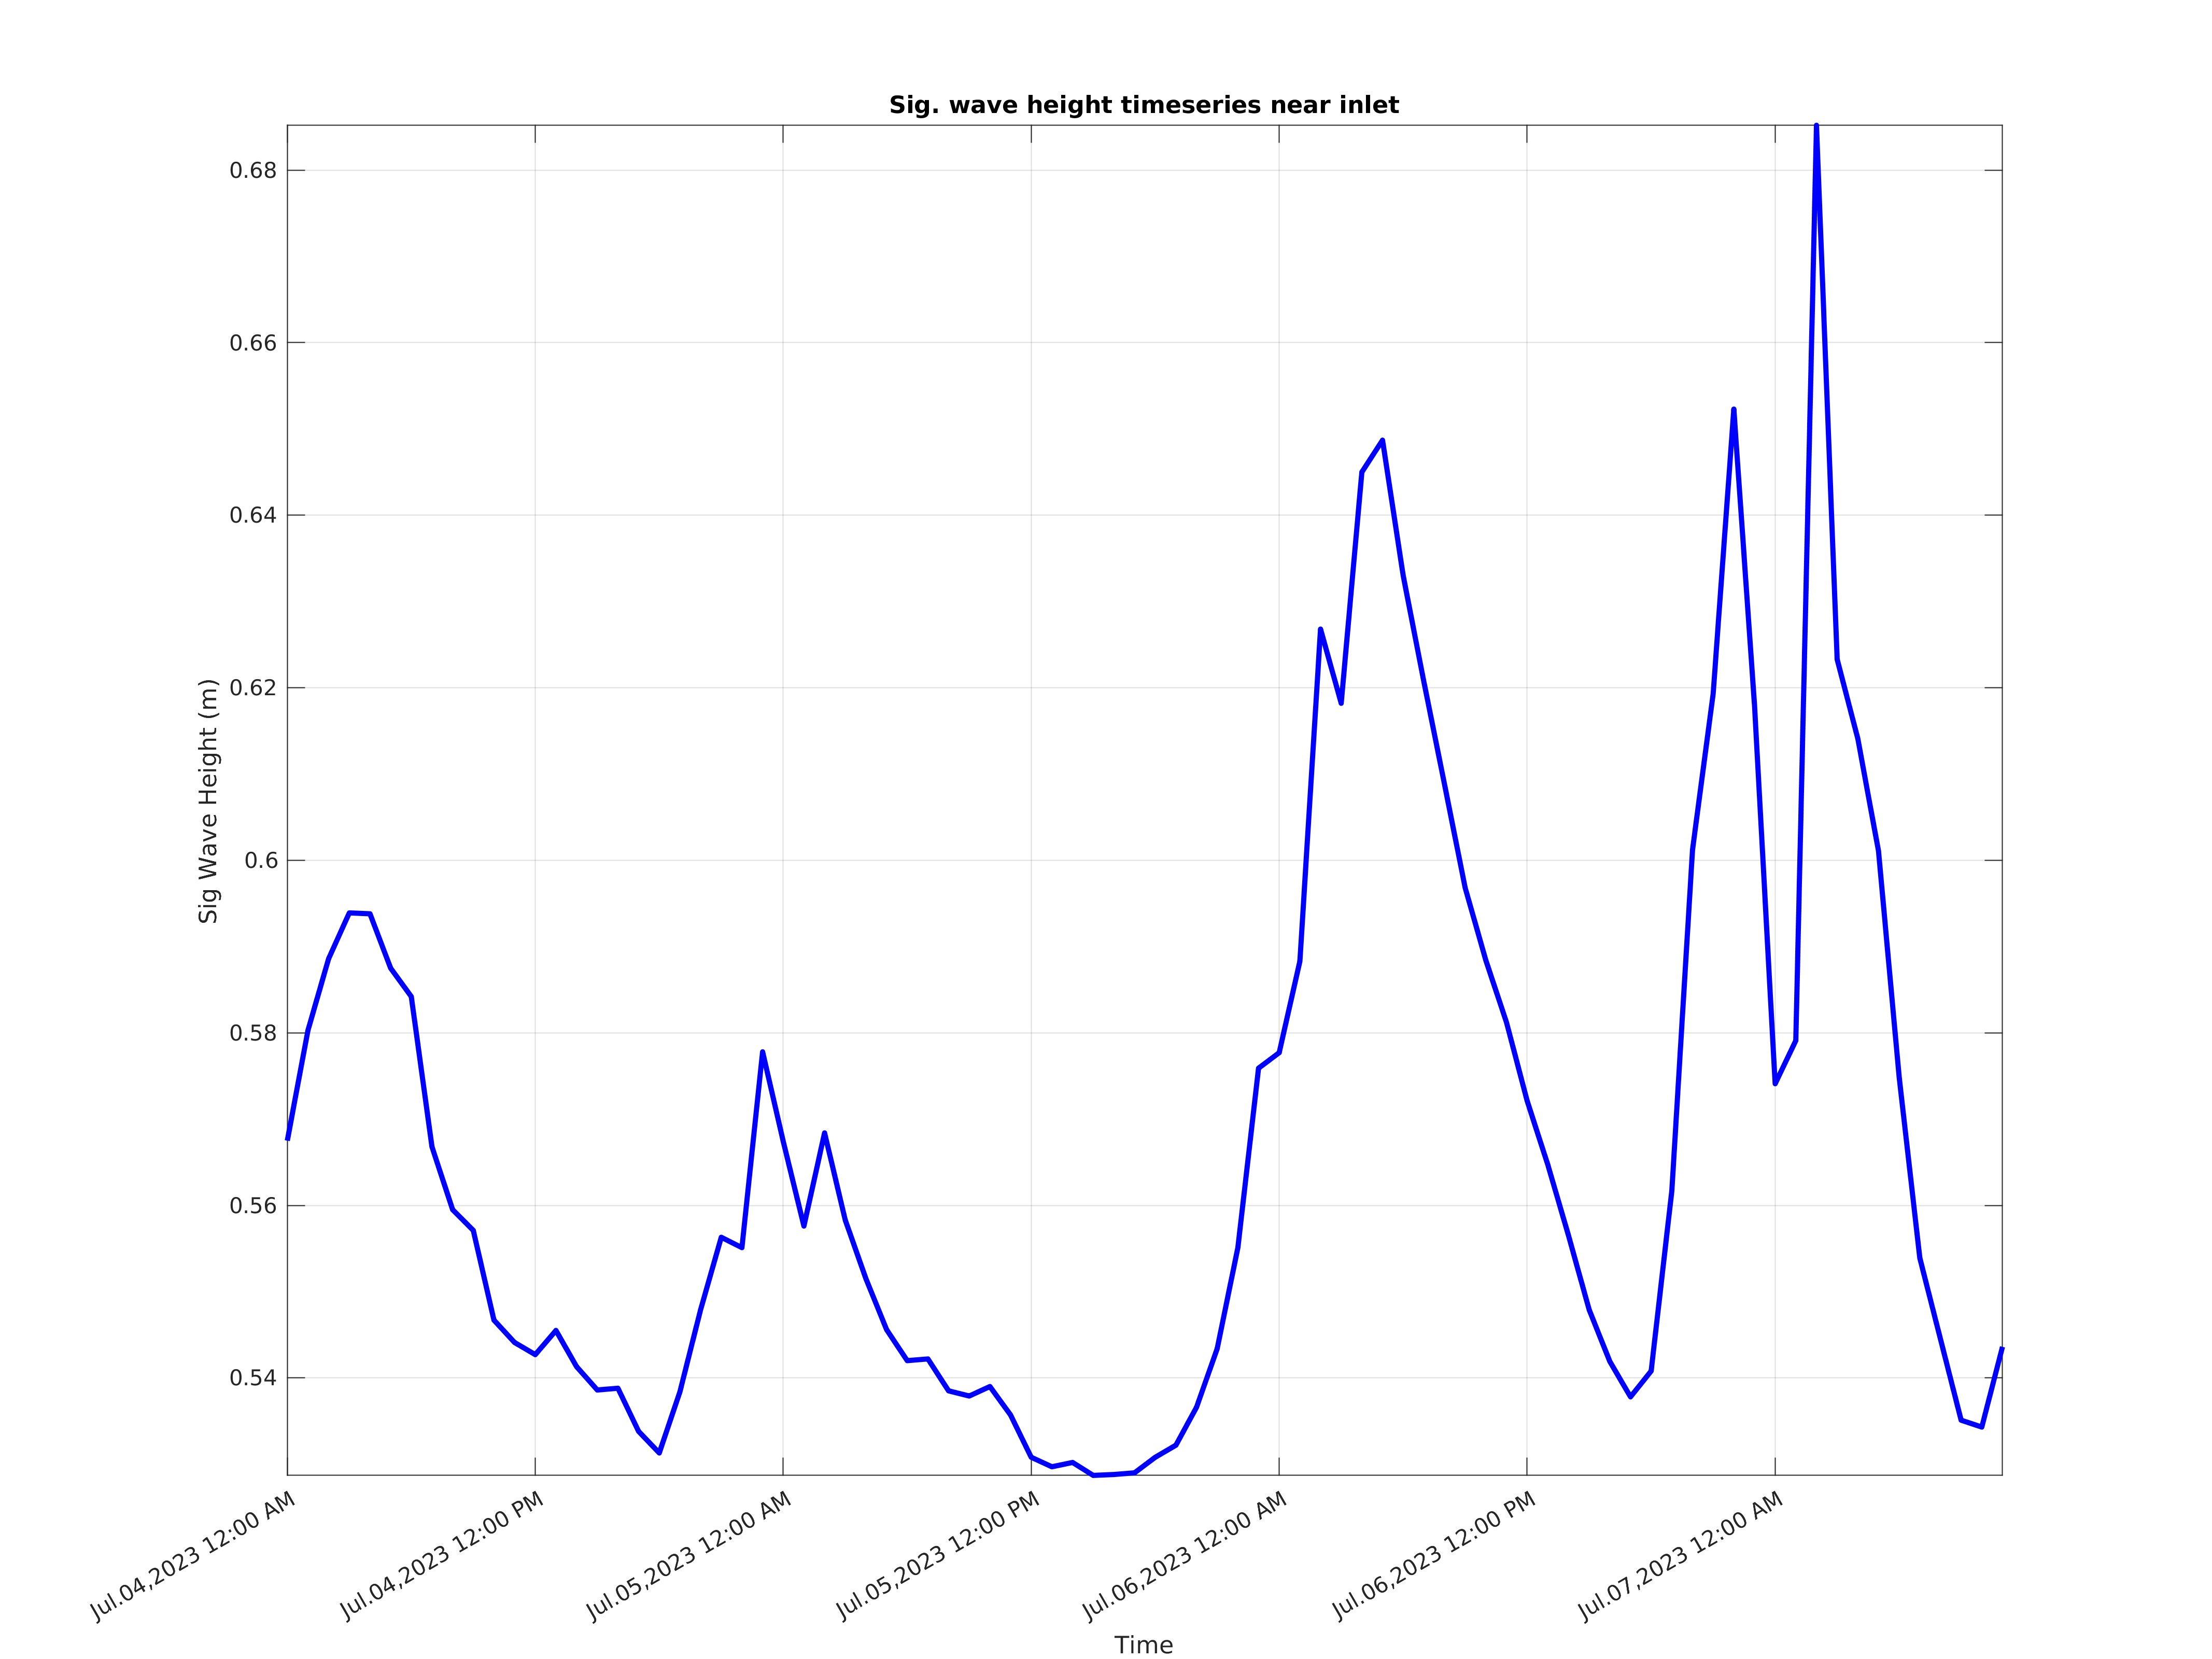 Sig. wave height timeseries near inlet
0.68
0.66
0.64
0.62
0.6
0.58
0.56
0.54
Sig Wave Height (m)
Jul.04,2023 12:00 AM
Jul.04,2023 12:00 PM
Jul.05,2023 12:00 AM
Jul.05,2023 12:00 PM
Jul.06,2023 12:00 AM
Jul.06,2023 12:00 PM
Jul.07,2023 12:00 AM
Time